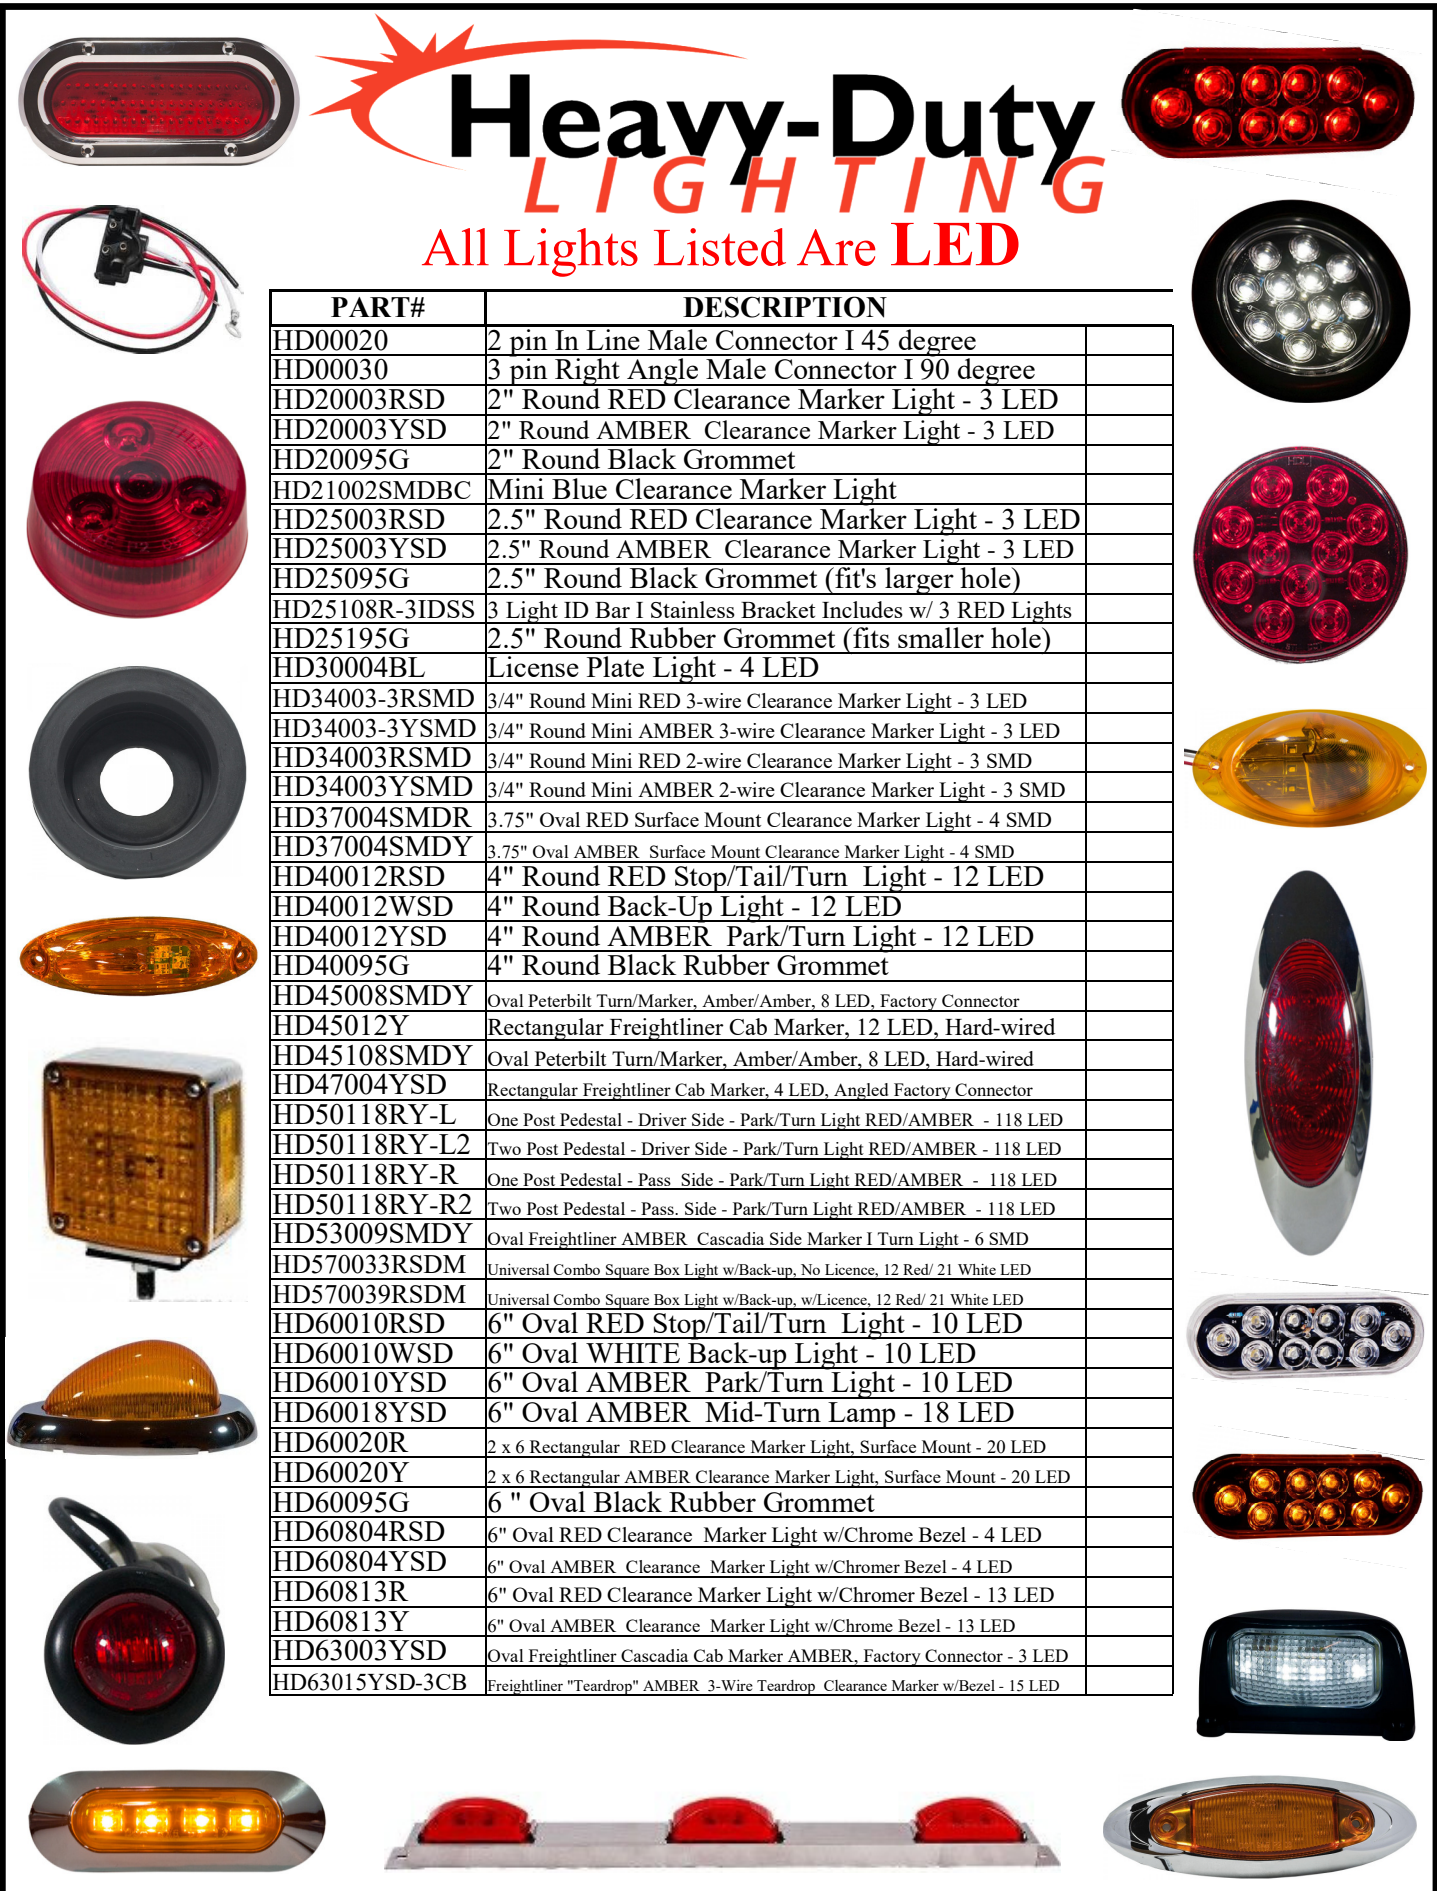 Heavy-Duty
LIGHTING
All Lights Listed Are LED
PART# DESCRIPTION
HD00020 2 pin In Line Male Connector I 45 degree
HD00030 3 pin Right Angle Male Connector I 90 degree
HD20003RSD 2" Round RED Clearance Marker Light - 3 LED
HD20003YSD 2" Round AMBER Clearance Marker Light - 3 LED
HD20095G 2" Round Black Grommet
HD21002SMDBC Mini Blue Clearance Marker Light
HD25003RSD 2.5" Round RED Clearance Marker Light - 3 LED
HD25003YSD 2.5" Round AMBER Clearance Marker Light - 3 LED
HD25095G 2.5" Round Black Grommet (fit's larger hole)
HD25108R-3IDSS 3 Light ID Bar I Stainless Bracket Includes w/ 3 RED Lights
HD25195G 2.5" Round Rubber Grommet (fits smaller hole)
HD30004BL License Plate Light - 4 LED
HD34003-3RSMD 3/4" Round Mini RED 3-wire Clearance Marker Light - 3 LED
HD34003-3YSMD 3/4" Round Mini AMBER 3-wire Clearance Marker Light - 3 LED
HD34003RSMD 3/4" Round Mini RED 2-wire Clearance Marker Light - 3 SMD
HD34003YSMD 3/4" Round Mini AMBER 2-wire Clearance Marker Light - 3 SMD
HD37004SMDR 3.75" Oval RED Surface Mount Clearance Marker Light - 4 SMD
HD37004SMDY 3.75" Oval AMBER Surface Mount Clearance Marker Light - 4 SMD
HD40012RSD 4" Round RED Stop/Tail/Turn Light - 12 LED
HD40012WSD 4" Round Back-Up Light - 12 LED
HD40012YSD 4" Round AMBER Park/Turn Light - 12 LED
HD40095G 4" Round Black Rubber Grommet
HD45008SMDY Oval Peterbilt Turn/Marker, Amber/Amber, 8 LED, Factory Connector
HD45012Y Rectangular Freightliner Cab Marker, 12 LED, Hard-wired
HD45108SMDY Oval Peterbilt Turn/Marker, Amber/Amber, 8 LED, Hard-wired
HD47004YSD Rectangular Freightliner Cab Marker, 4 LED, Angled Factory Connector
HD50118RY-L One Post Pedestal - Driver Side - Park/Turn Light RED/AMBER - 118 LED
HD50118RY-L2 Two Post Pedestal - Driver Side - Park/Turn Light RED/AMBER - 118 LED
HD50118RY-R One Post Pedestal - Pass Side - Park/Turn Light RED/AMBER - 118 LED
HD50118RY-R2 Two Post Pedestal - Pass. Side - Park/Turn Light RED/AMBER - 118 LED
HD53009SMDY Oval Freightliner AMBER Cascadia Side Marker I Turn Light - 6 SMD
HD570033RSDM Universal Combo Square Box Light w/Back-up, No Licence, 12 Red/ 21 White LED
HD570039RSDM Universal Combo Square Box Light w/Back-up, w/Licence, 12 Red/ 21 White LED
HD60010RSD 6" Oval RED Stop/Tail/Turn Light - 10 LED
HD60010WSD 6" Oval WHITE Back-up Light - 10 LED
HD60010YSD 6" Oval AMBER Park/Turn Light - 10 LED
HD60018YSD 6" Oval AMBER Mid-Turn Lamp - 18 LED
HD60020R 2 x 6 Rectangular RED Clearance Marker Light, Surface Mount - 20 LED
HD60020Y 2 x 6 Rectangular AMBER Clearance Marker Light, Surface Mount - 20 LED
HD60095G 6 " Oval Black Rubber Grommet
HD60804RSD 6" Oval RED Clearance Marker Light w/Chrome Bezel - 4 LED
HD60804YSD 6" Oval AMBER Clearance Marker Light w/Chromer Bezel - 4 LED
HD60813R 6" Oval RED Clearance Marker Light w/Chromer Bezel - 13 LED
HD60813Y 6" Oval AMBER Clearance Marker Light w/Chrome Bezel - 13 LED
HD63003YSD Oval Freightliner Cascadia Cab Marker AMBER, Factory Connector - 3 LED
HD63015YSD-3CB Freightliner "Teardrop" AMBER 3-Wire Teardrop Clearance Marker w/Bezel - 15 LED